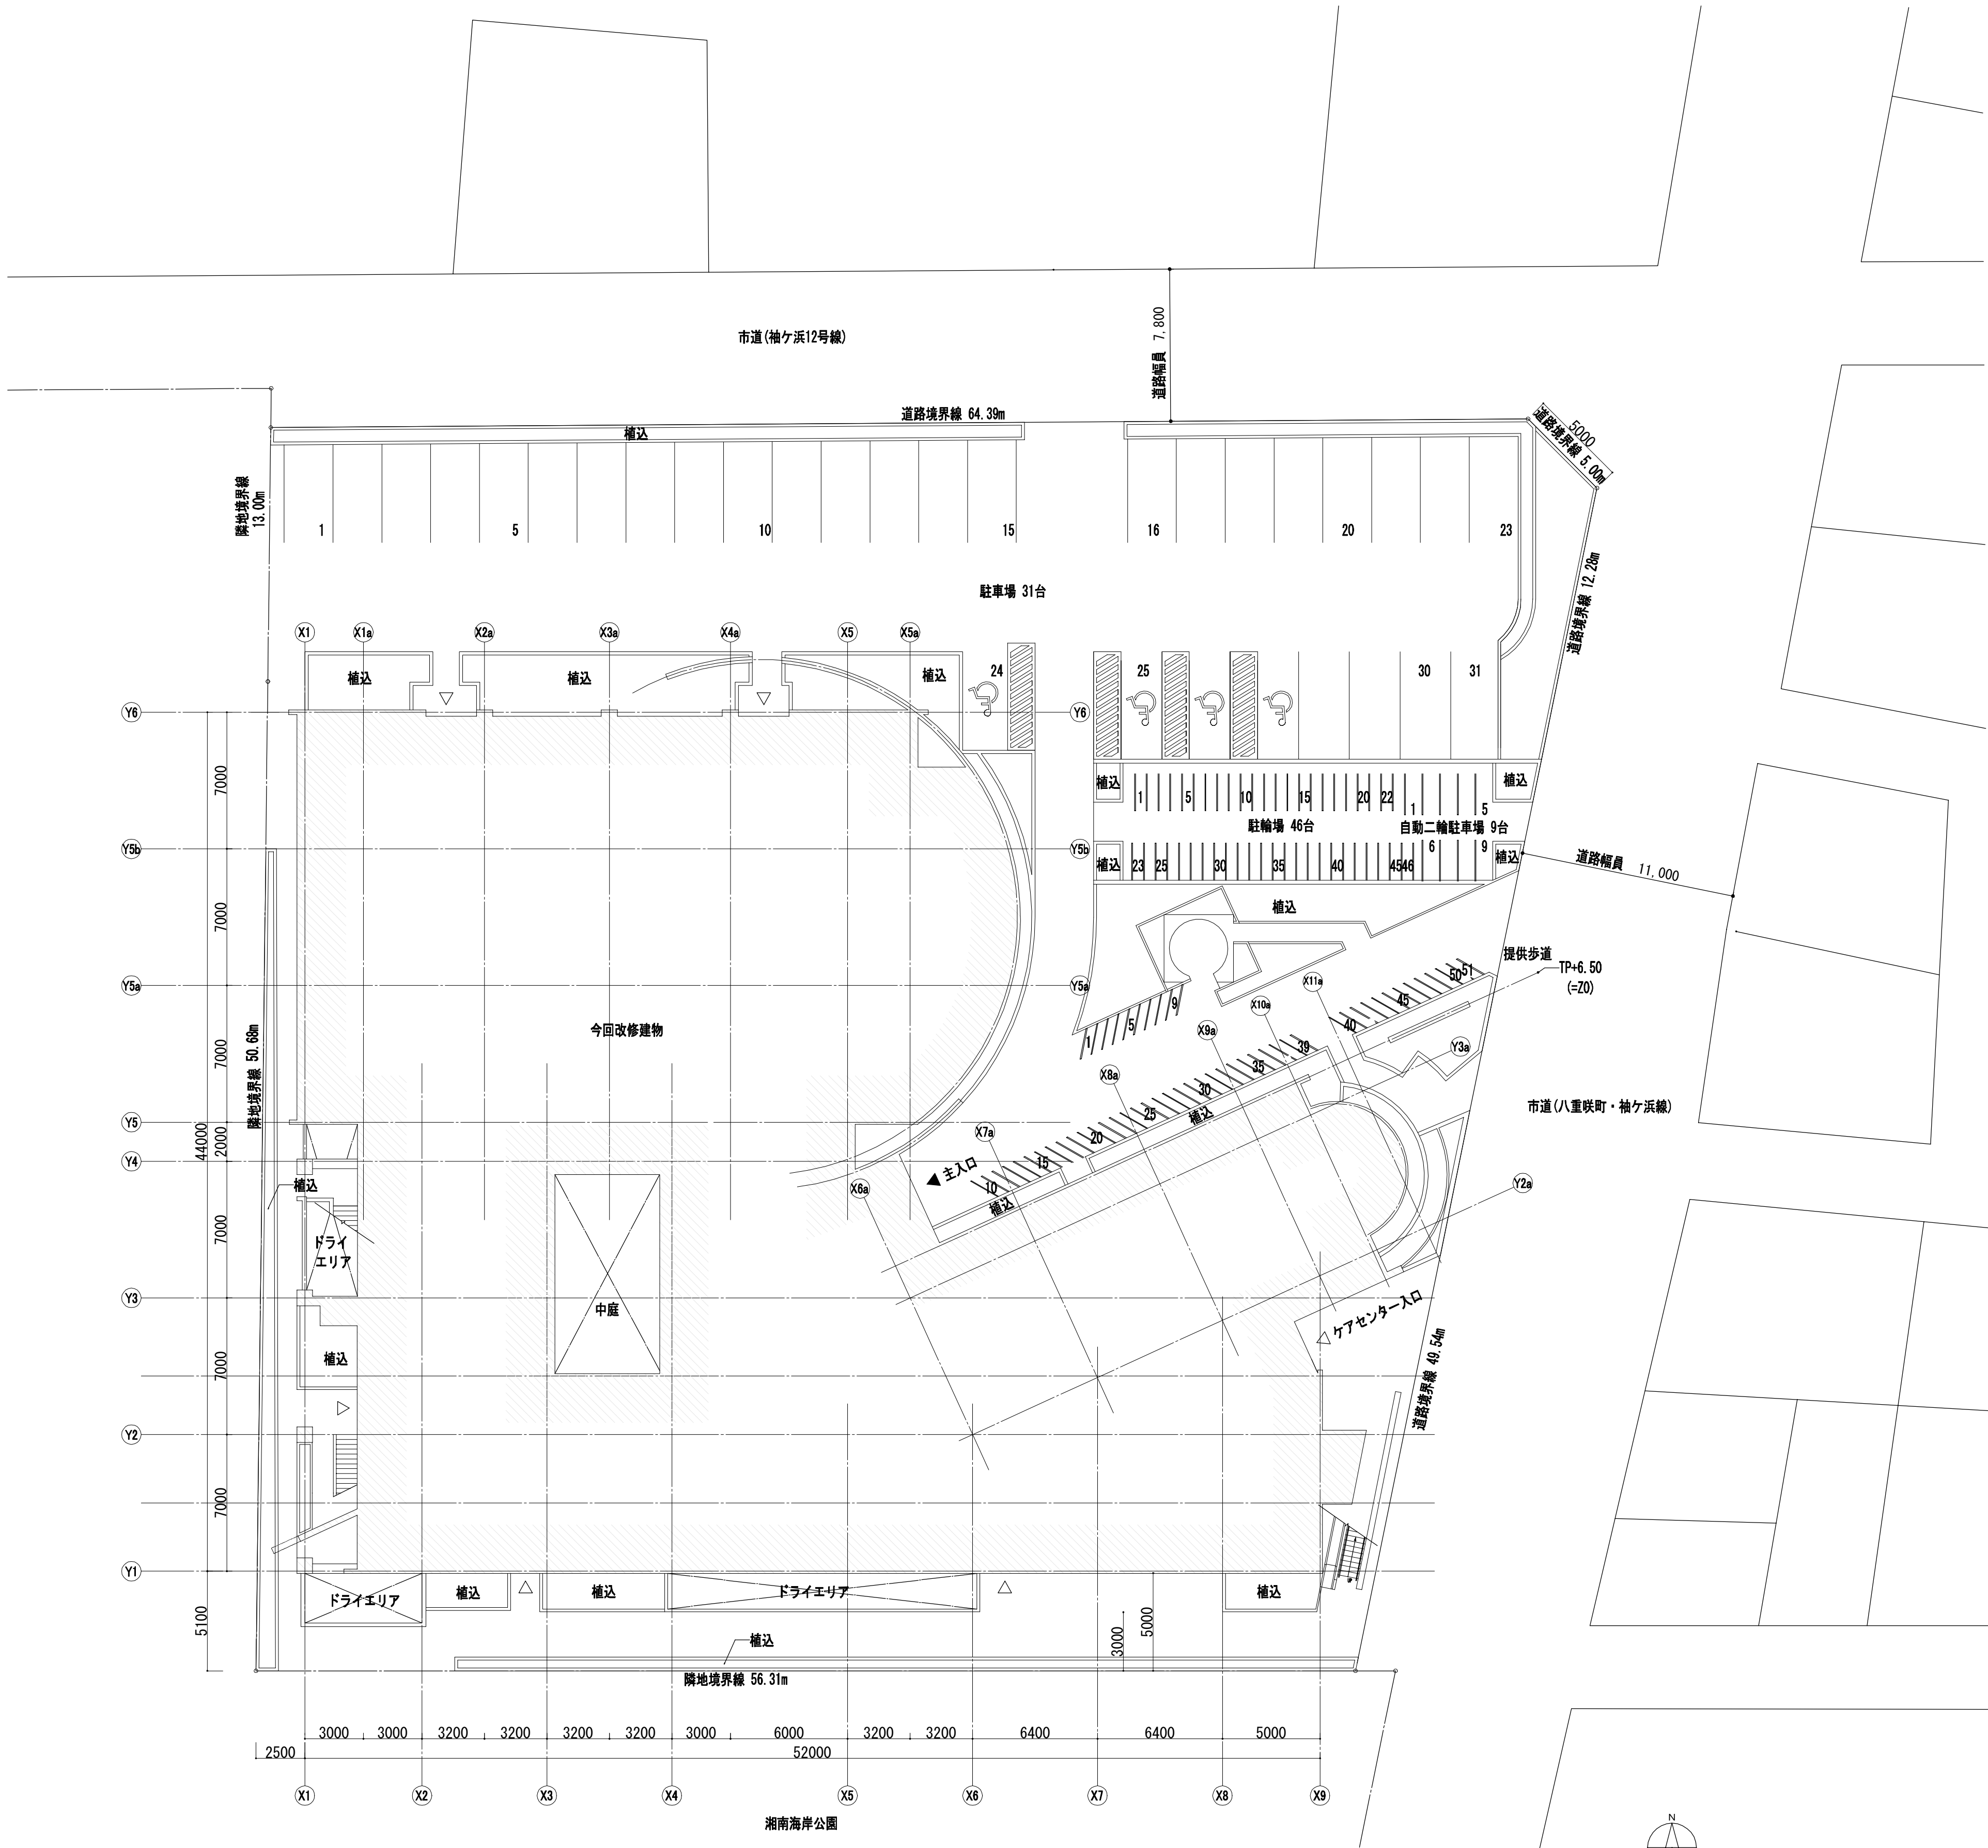 市道(袖ケ浜12号線)
道路幅員 7.800
道路境界線 64.39m
植込
5000
道路境界線 5.00m
隣地境界線
13.00m
1
5
10
15
16
20
23
道路境界線 12.28m
駐車場 31台
X1
X1a
X2a
X3a
X4a
X5
X5a
植込
植込
植込
24
25
30
31
Y6
Y6
7000
植込
1
5
10
15
20
22
1
5
植込
駐輪場 46台
自動二輪駐車場 9台
Y5b
Y5b
植込
23
25
30
35
40
45
46
6
9
植込
道路幅員 11,000
7000
植込
提供歩道
TP+6.50
(=Z0)
Y5a
Y5a
X11a
X10a
X9a
X8a
X7a
X6a
1
5
9
10
15
20
25
30
35
39
40
45
50
51
Y3a
Y2a
今回改修建物
隣地境界線 50.68m
7000
市道(八重咲町・袖ケ浜線)
植込
植込
主入口
Y5
44000
2000
Y4
植込
7000
ドライ
エリア
中庭
Y3
ケアセンター入口
植込
7000
道路境界線 49.54m
Y2
7000
Y1
ドライエリア
植込
植込
ドライエリア
植込
5100
3000
5000
植込
隣地境界線 56.31m
3000
3000
3200
3200
3200
3200
3000
6000
3200
3200
6400
6400
5000
2500
52000
X1
X2
X3
X4
X5
X6
X7
X8
X9
湘南海岸公園
N